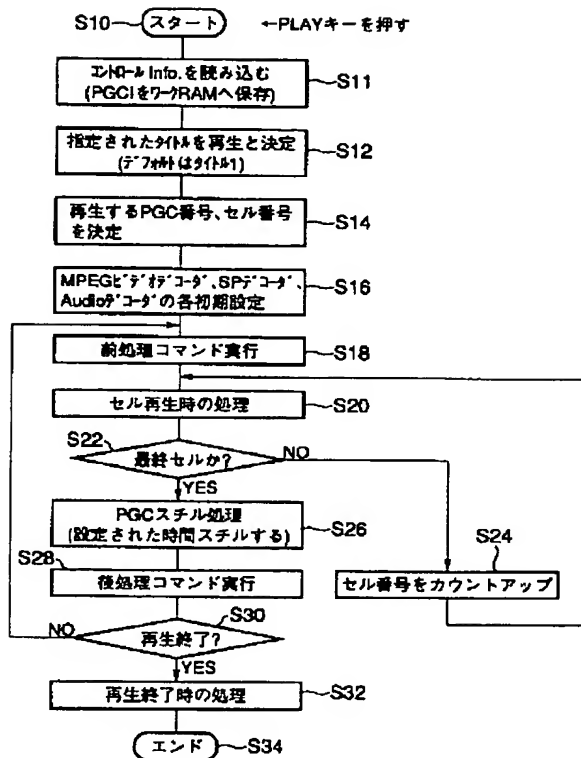 S10 スタート ←PLAYキーを押す
コントロール Info.を読み込む
(PGCIをワークRAMへ保存) S11
指定されたタイトルを再生と決定
(デフォルトはタイトル1) S12
再生するPGC番号、セル番号
を決定 S14
MPEGビデオデコーダ、SPデコーダ、
Audioデコーダの各初期設定 S16
前処理コマンド実行 S18
セル再生時の処理 S20
S22 最終セルか? NO
YES
PGCスチル処理
(設定された時間スチルする) S26
S24
セル番号をカウントアップ
S28 後処理コマンド実行
S30
NO 再生終了?
YES
再生終了時の処理 S32
エンド S34